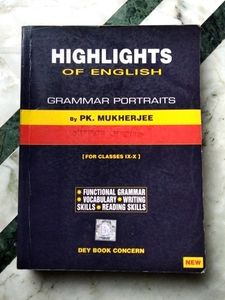 HIGHLIGHTS
OF ENGLISH
GRAMMAR PORTRAITS
By PK. MUKHERJEE
[FOR CLASSES IX-X]
• FUNCTIONAL GRAMMAR
• VOCABULARY • WRITING
SKILLS • READING SKILLS
DEY BOOK CONCERN
NEW